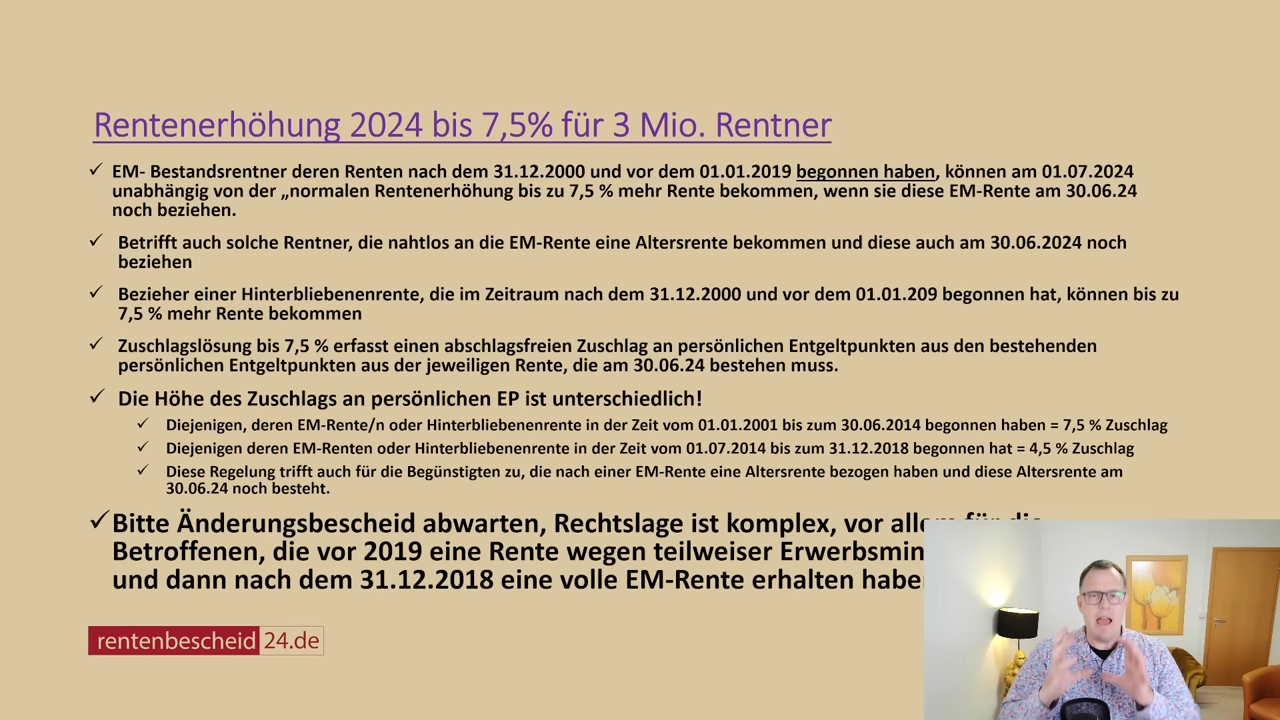 Rentenerhöhung 2024 bis 7,5% für 3 Mio. Rentner
✓ EM- Bestandsrentner deren Renten nach dem 31.12.2000 und vor dem 01.01.2019 begonnen haben, können am 01.07.2024
unabhängig von der „normalen Rentenerhöhung bis zu 7,5 % mehr Rente bekommen, wenn sie diese EM-Rente am 30.06.24
noch beziehen.
✓ Betrifft auch solche Rentner, die nahtlos an die EM-Rente eine Altersrente bekommen und diese auch am 30.06.2024 noch
beziehen
✓ Bezieher einer Hinterbliebenenrente, die im Zeitraum nach dem 31.12.2000 und vor dem 01.01.209 begonnen hat, können bis zu
7,5 % mehr Rente bekommen
✓ Zuschlagslösung bis 7,5 % erfasst einen abschlagsfreien Zuschlag an persönlichen Entgeltpunkten aus den bestehenden
persönlichen Entgeltpunkten aus der jeweiligen Rente, die am 30.06.24 bestehen muss.
✓ Die Höhe des Zuschlags an persönlichen EP ist unterschiedlich!
✓ Diejenigen, deren EM-Rente/n oder Hinterbliebenenrente in der Zeit vom 01.01.2001 bis zum 30.06.2014 begonnen haben = 7,5 % Zuschlag
✓ Diejenigen deren EM-Renten oder Hinterbliebenenrente in der Zeit vom 01.07.2014 bis zum 31.12.2018 begonnen hat = 4,5 % Zuschlag
✓ Diese Regelung trifft auch für die Begünstigten zu, die nach einer EM-Rente eine Altersrente bezogen haben und diese Altersrente am
30.06.24 noch besteht.
✓ Bitte Änderungsbescheid abwarten, Rechtslage ist komplex, vor allem für die
Betroffenen, die vor 2019 eine Rente wegen teilweiser
und dann nach dem 31.12.2018 eine volle EM-Rente erhalten
rentenbescheid 24.de